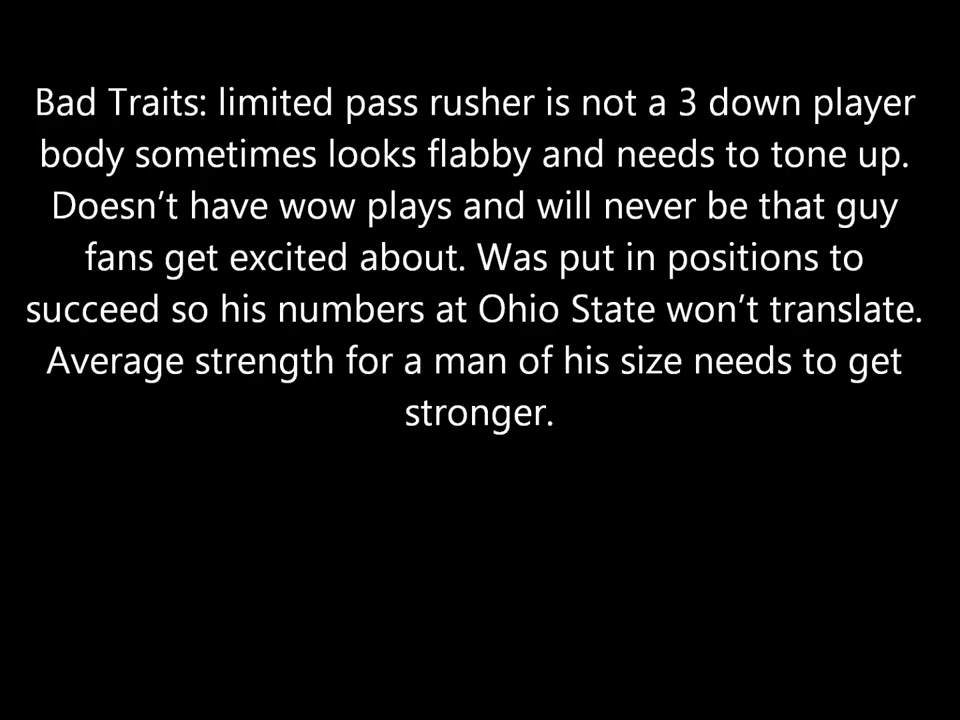 Bad Traits: limited pass rusher is not a 3 down player
body sometimes looks flabby and needs to tone up.
Doesn’t have wow plays and will never be that guy
fans get excited about. Was put in positions to
succeed so his numbers at Ohio State won’t translate.
Average strength for a man of his size needs to get
stronger.